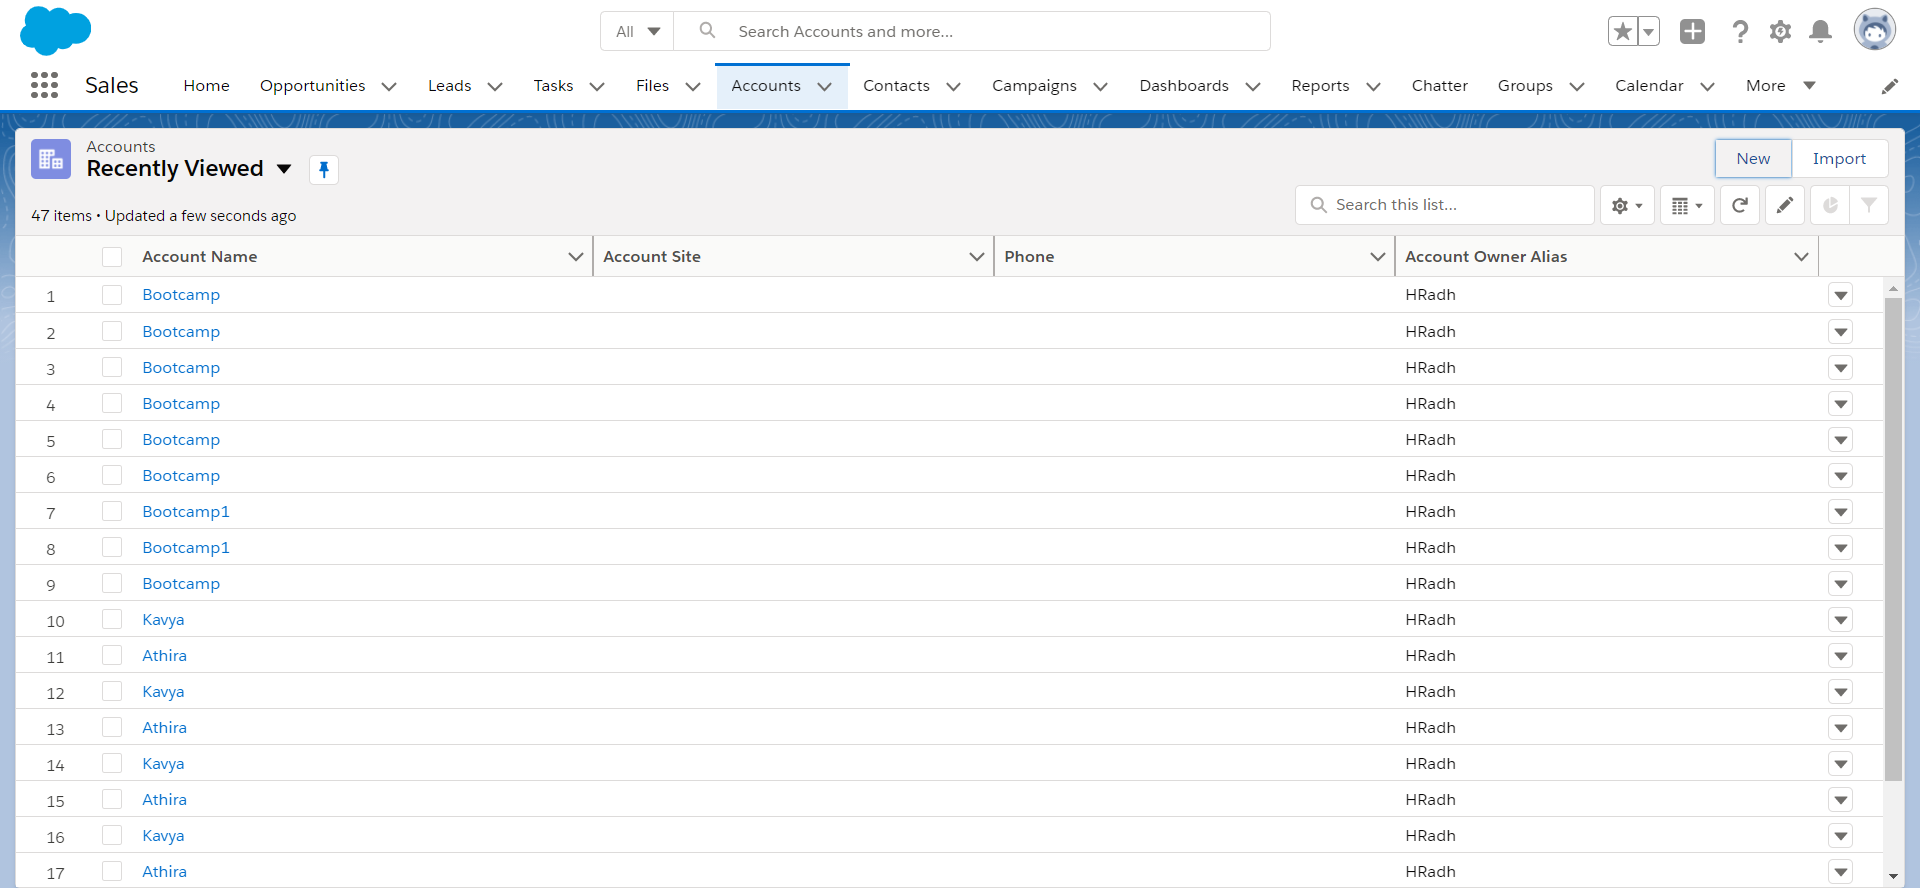 All Search Accounts and more...
Sales Home Opportunities Leads Tasks Files Accounts Contacts Campaigns Dashboards Reports Chatter Groups Calendar More
Accounts
Recently Viewed
New Import
47 items • Updated a few seconds ago
Search this list...
Account Name Account Site Phone Account Owner Alias
1 Bootcamp HRadh
2 Bootcamp HRadh
3 Bootcamp HRadh
4 Bootcamp HRadh
5 Bootcamp HRadh
6 Bootcamp HRadh
7 Bootcamp1 HRadh
8 Bootcamp1 HRadh
9 Bootcamp HRadh
10 Kavya HRadh
11 Athira HRadh
12 Kavya HRadh
13 Athira HRadh
14 Kavya HRadh
15 Athira HRadh
16 Kavya HRadh
17 Athira HRadh